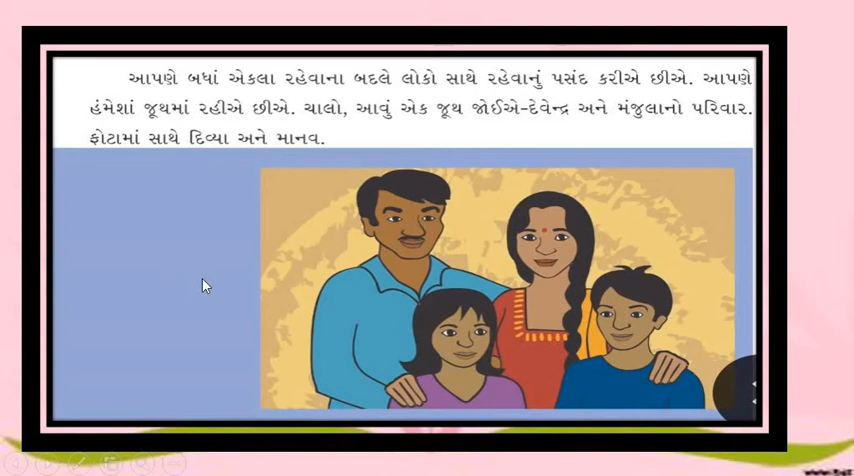 આપણે બધાં એકલા રહેવાના બદલે લોકો સાથે રહેવાનું પસંદ કરીએ છીએ. આપણે
હંમેશાં જૂથમાં રહીએ છીએ. ચાલો, આવું એક જૂથ જોઈએ-દેવેન્દ્ર અને મંજુલાનો પરિવાર.
ફોટામાં સાથે દિવ્યા અને માનવ.